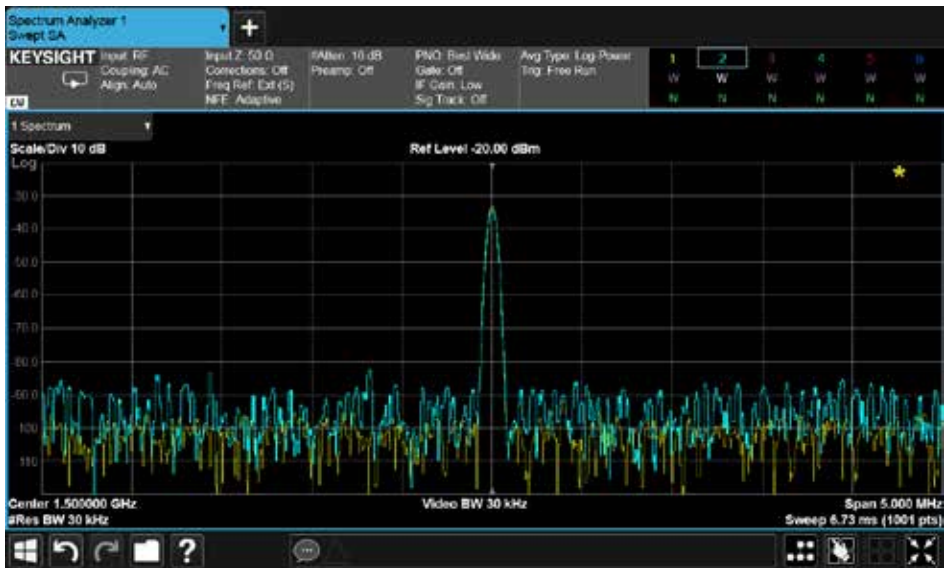 Spectrum Analyzer 1
Swept SA
+
KEYSIGHT Input: RF
Coupling: AC
Align: Auto
Input Z: 50 Ω
Corrections: Off
Freq Ref: Ext (S)
NFE: Adaptive
#Atten: 10 dB
Preamp: Off
PNO: Best Wide
Gate: Off
IF Gain: Low
Sig Track: Off
Avg Type: Log-Power
Trig: Free Run
1 2 3 4 5 6
W W W W W W
N N N N N N
1 Spectrum
Scale/Div 10 dB
Ref Level -20.00 dBm
Log
-30.0
-40.0
-50.0
-60.0
-70.0
-80.0
-90.0
-100
-110
Center 1.500000 GHz
Video BW 30 kHz
Span 5.000 MHz
#Res BW 30 kHz
Sweep 6.73 ms (1001 pts)
?